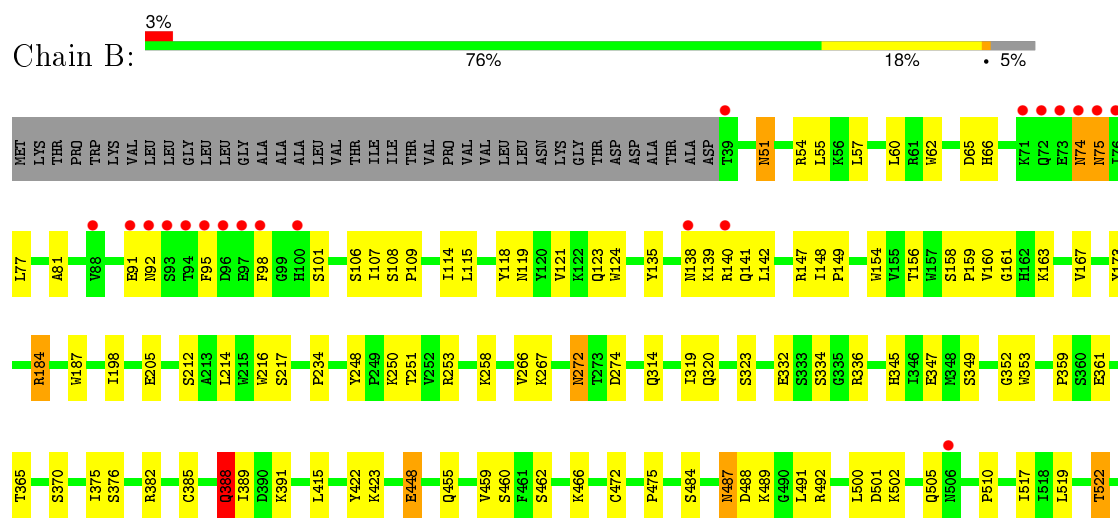 3%
Chain B:
76% 18% • 5%
MET LYS THR PRO TRP LYS VAL LEU LEU GLY LEU LEU GLY ALA ALA ALA LEU VAL THR ILE ILE THR VAL PRO VAL VAL LEU LEU ASN LYS GLY THR ASP ASP ALA THR ALA ASP T39 N51 R54 L55 K56 L57 L60 R61 W62 D65 H66 K71 Q72 E73 N74 N75 I76
L77 A81 V88 E91 N92 S93 T94 F95 D96 E97 F98 G99 H100 S101 S106 I107 S108 P109 I114 L115 Y118 N119 Y120 V121 K122 Q123 W124 Y135 N138 K139 R140 Q141 L142 R147 I148 P149 W154 V155 T156 W157 S158 P159 V160 G161 H162 K163 V167
R184 W187 I198 E205 S212 A213 L214 W215 W216 S217 P234 Y248 P249 K250 T251 V252 R253 K258 V266 K267 N272 T273 D274 Q314 I319 Q320 S323 E332 S333 S334 G335 R336 H345 I346 E347 M348 S349 G352 W353 P359 S360 E361
T365 S370 I375 S376 R382 C385 Q388 I389 D390 K391 L415 Y422 K423 E448 Q455 V459 S460 F461 S462 K466 C472 P475 S484 N487 D488 K489 G490 L491 R492 L500 D501 K502 Q505 N506 P510 I517 I518 L519 T522